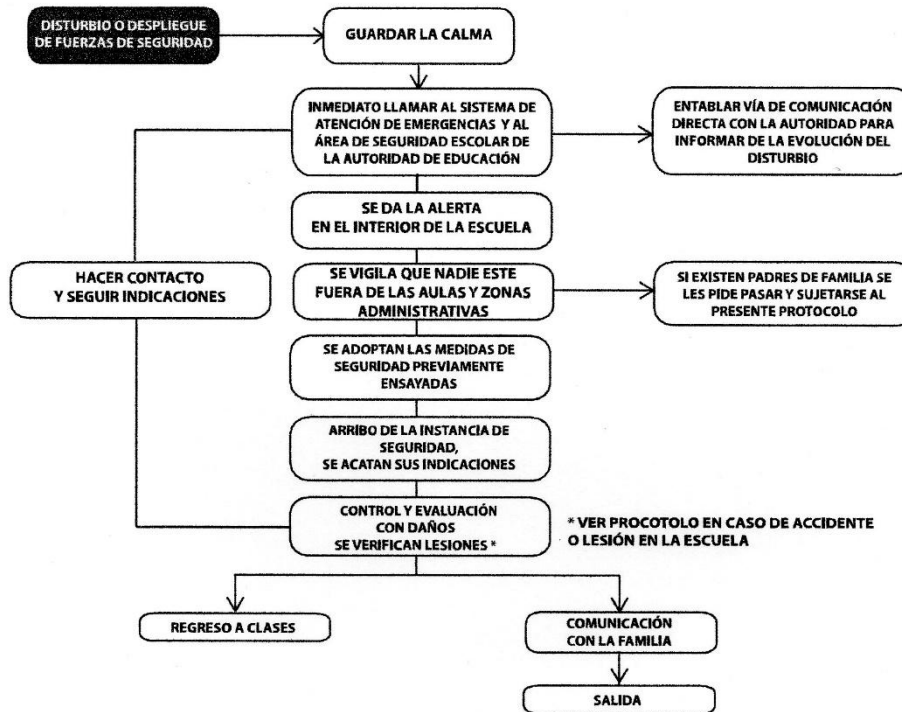 DISTURBIO O DESPLIEGUE
DE FUERZAS DE SEGURIDAD
GUARDAR LA CALMA
INMEDIATO LLAMAR AL SISTEMA DE
ATENCIÓN DE EMERGENCIAS Y AL
ÁREA DE SEGURIDAD ESCOLAR DE
LA AUTORIDAD DE EDUCACIÓN
ENTABLAR VÍA DE COMUNICACIÓN
DIRECTA CON LA AUTORIDAD PARA
INFORMAR DE LA EVOLUCIÓN DEL
DISTURBIO
SE DA LA ALERTA
EN EL INTERIOR DE LA ESCUELA
HACER CONTACTO
Y SEGUIR INDICACIONES
SE VIGILA QUE NADIE ESTE
FUERA DE LAS AULAS Y ZONAS
ADMINISTRATIVAS
SI EXISTEN PADRES DE FAMILIA SE
LES PIDE PASAR Y SUJETARSE AL
PRESENTE PROTOCOLO
SE ADOPTAN LAS MEDIDAS DE
SEGURIDAD PREVIAMENTE
ENSAYADAS
ARRIBO DE LA INSTANCIA DE
SEGURIDAD,
SE ACATAN SUS INDICACIONES
CONTROL Y EVALUACIÓN
CON DAÑOS
SE VERIFICAN LESIONES *
* VER PROCOTOLO EN CASO DE ACCIDENTE
O LESIÓN EN LA ESCUELA
REGRESO A CLASES
COMUNICACIÓN
CON LA FAMILIA
SALIDA